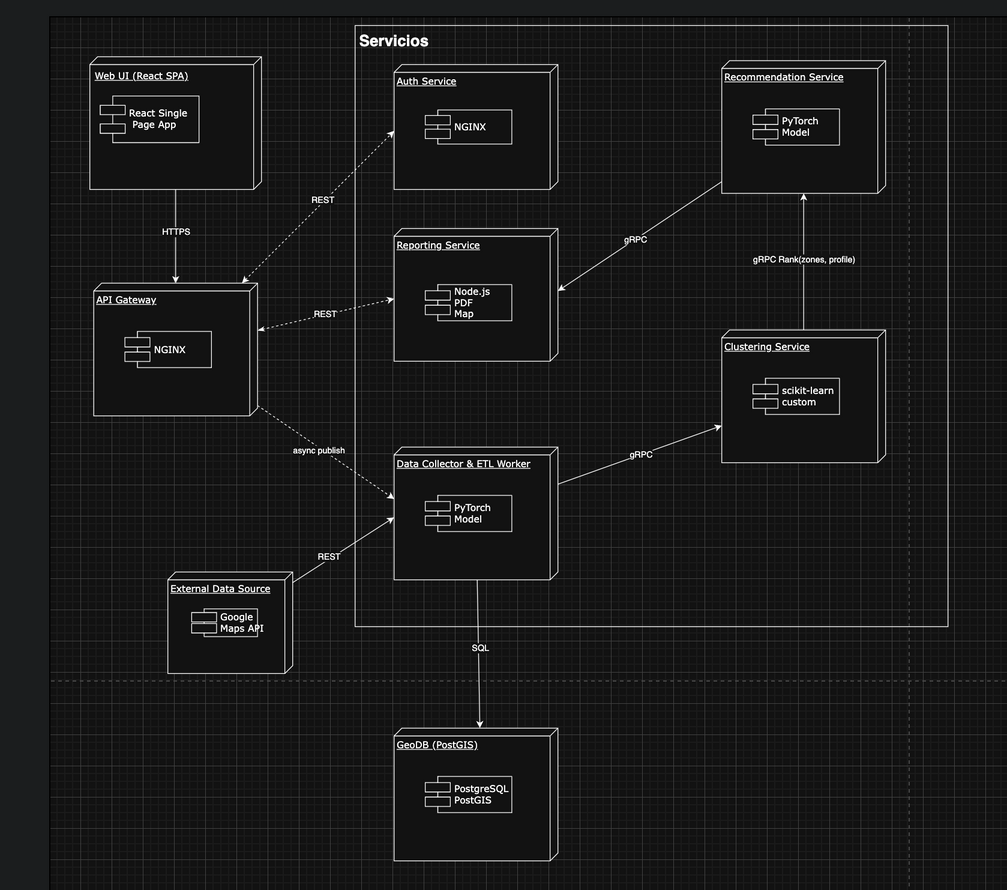 Servicios
Web UI (React SPA)
React Single
Page App
HTTPS
API Gateway
NGINX
REST
REST
async publish
Auth Service
NGINX
Reporting Service
Node.js
PDF
Map
Recommendation Service
PyTorch
Model
gRPC
gRPC Rank(zones, profile)
Clustering Service
scikit-learn
custom
gRPC
Data Collector & ETL Worker
PyTorch
Model
REST
External Data Source
Google
Maps API
SQL
GeoDB (PostGIS)
PostgreSQL
PostGIS